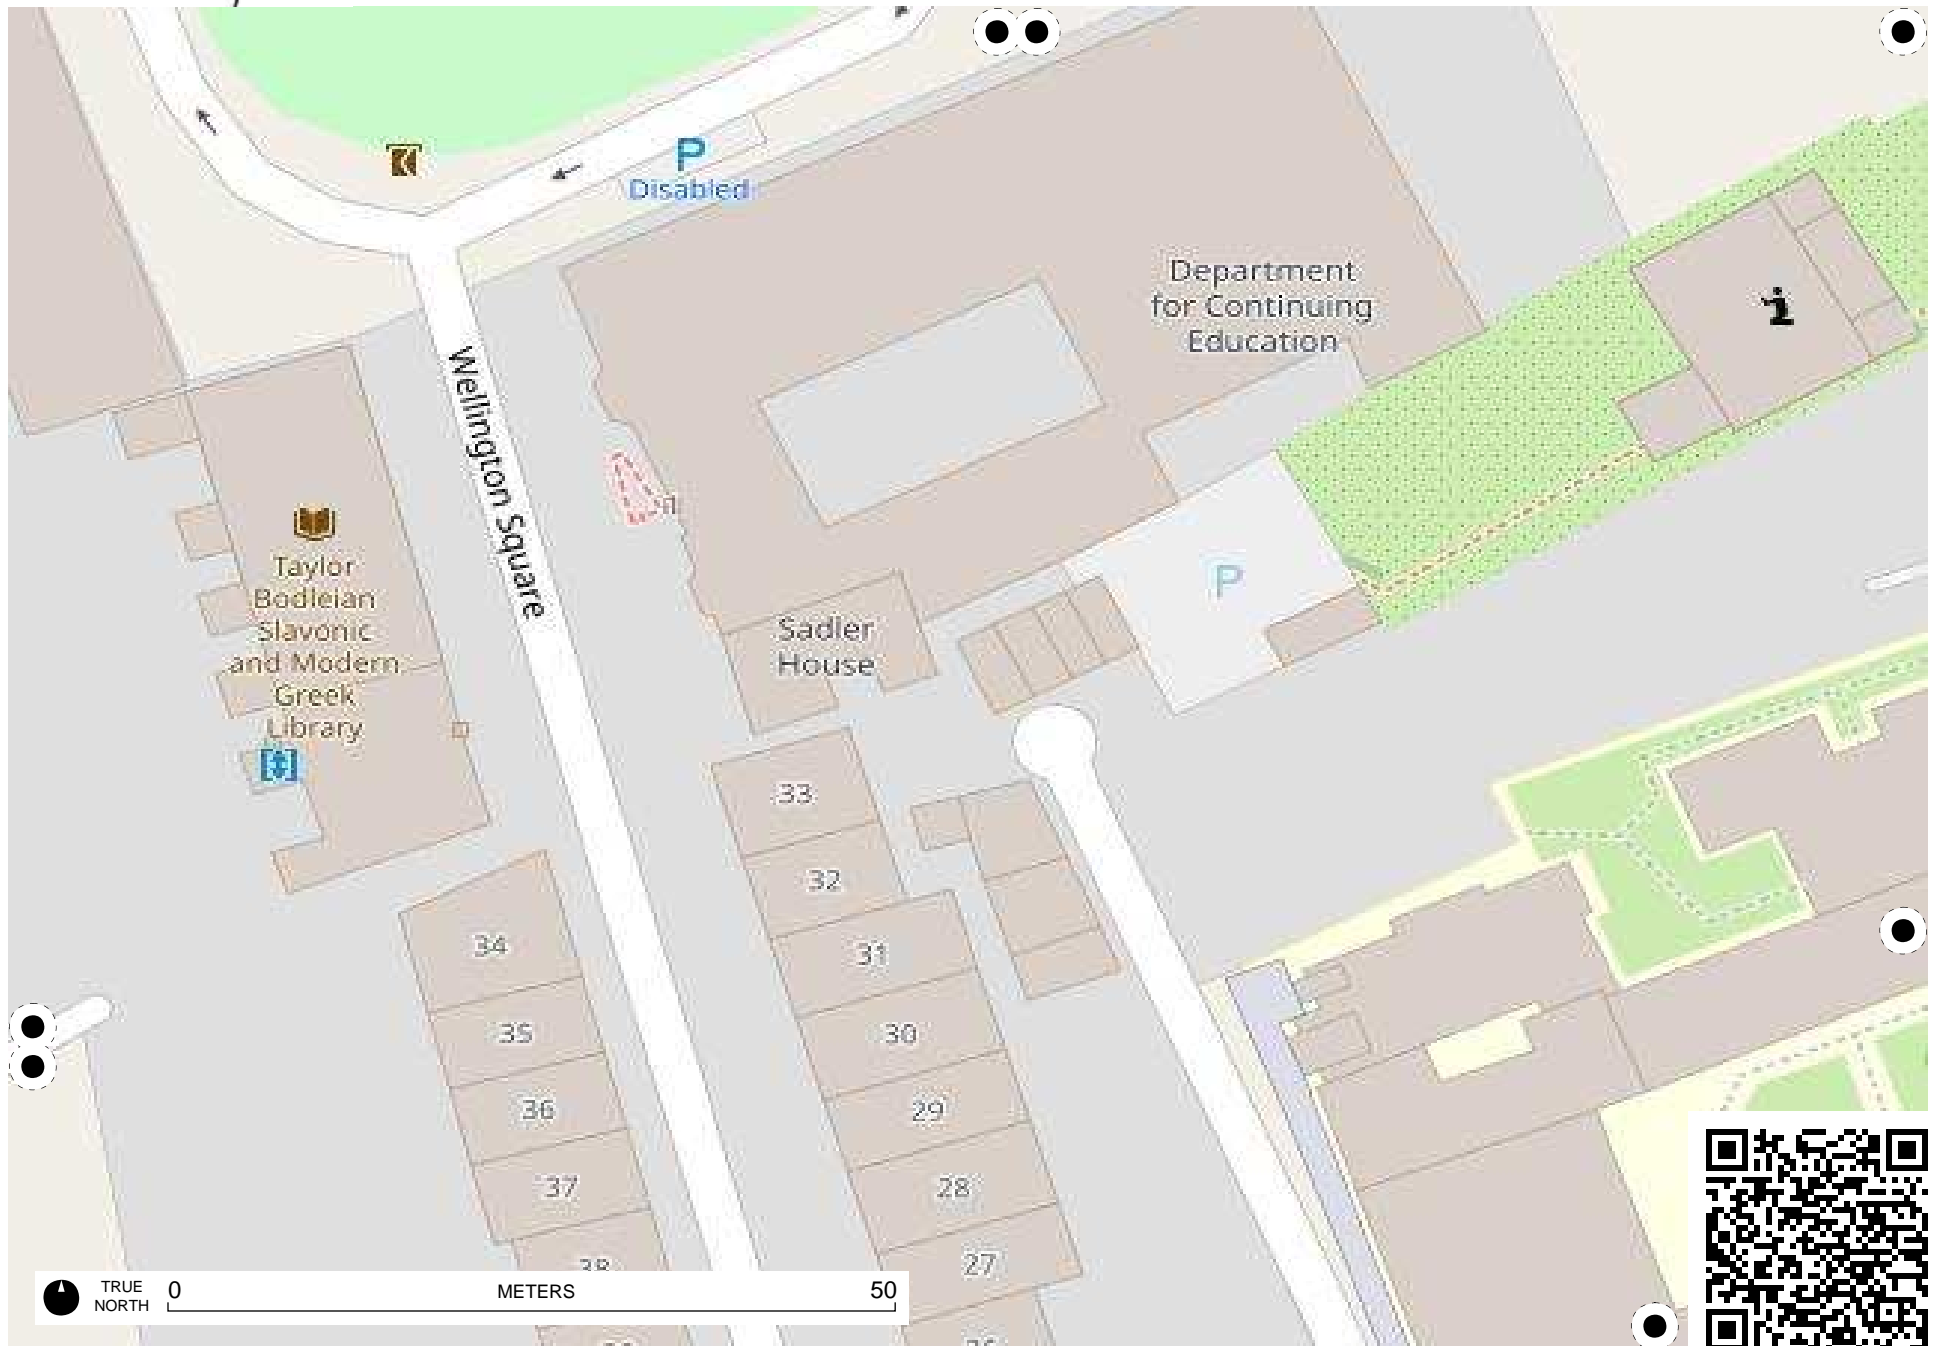 P
Disabled
Department
for Continuing
Education
Wellington Square
Taylor
Bodleian
Slavonic
and Modern
Greek
Library
P
Sadler
House
33
32
31
30
29
28
27
34
35
36
37
38
TRUE
NORTH
0
METERS
50